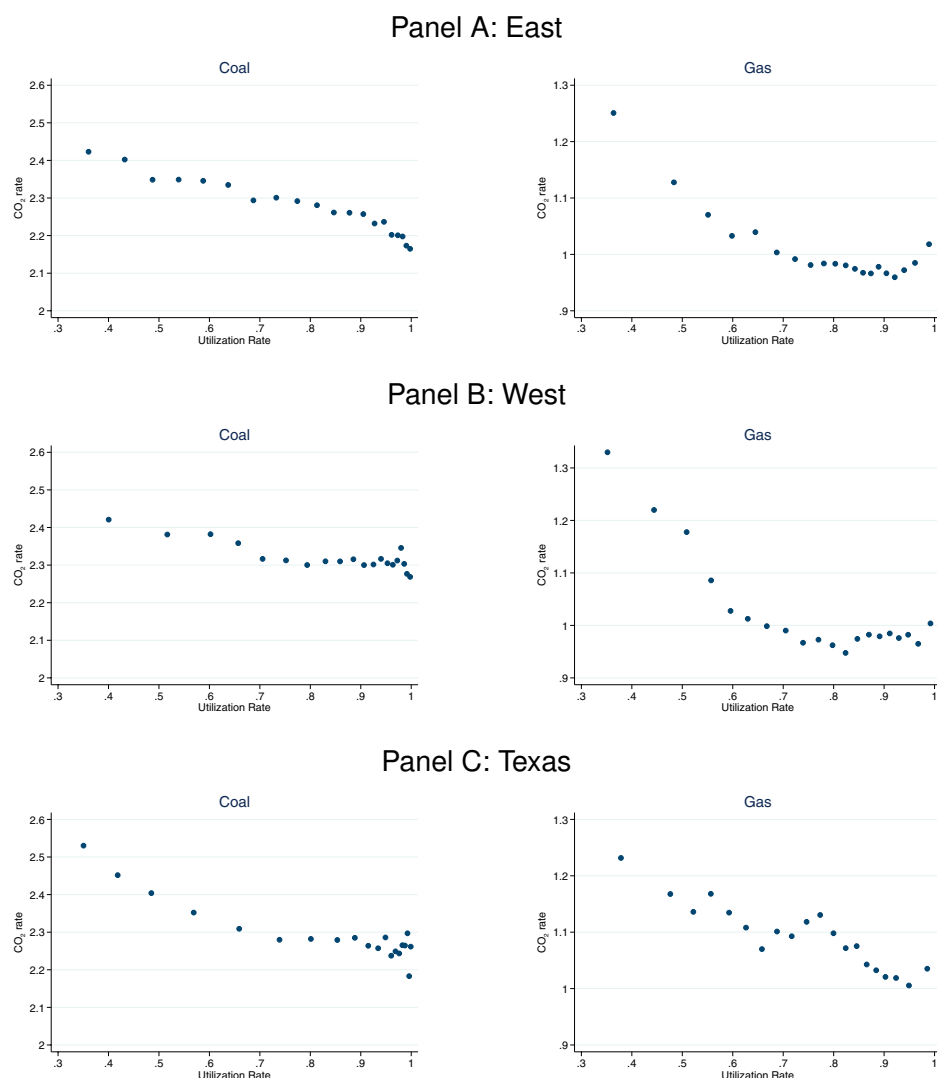 Panel A: East
Coal
Gas
CO₂ rate
2.6
2.5
2.4
2.3
2.2
2.1
2
.3 .4 .5 .6 .7 .8 .9 1
Utilization Rate
CO₂ rate
1.3
1.2
1.1
1
.9
.3 .4 .5 .6 .7 .8 .9 1
Utilization Rate
Panel B: West
Coal
Gas
CO₂ rate
2.6
2.5
2.4
2.3
2.2
2.1
2
.3 .4 .5 .6 .7 .8 .9 1
Utilization Rate
CO₂ rate
1.3
1.2
1.1
1
.9
.3 .4 .5 .6 .7 .8 .9 1
Utilization Rate
Panel C: Texas
Coal
Gas
CO₂ rate
2.6
2.5
2.4
2.3
2.2
2.1
2
.3 .4 .5 .6 .7 .8 .9 1
Utilization Rate
CO₂ rate
1.3
1.2
1.1
1
.9
.3 .4 .5 .6 .7 .8 .9 1
Utilization Rate